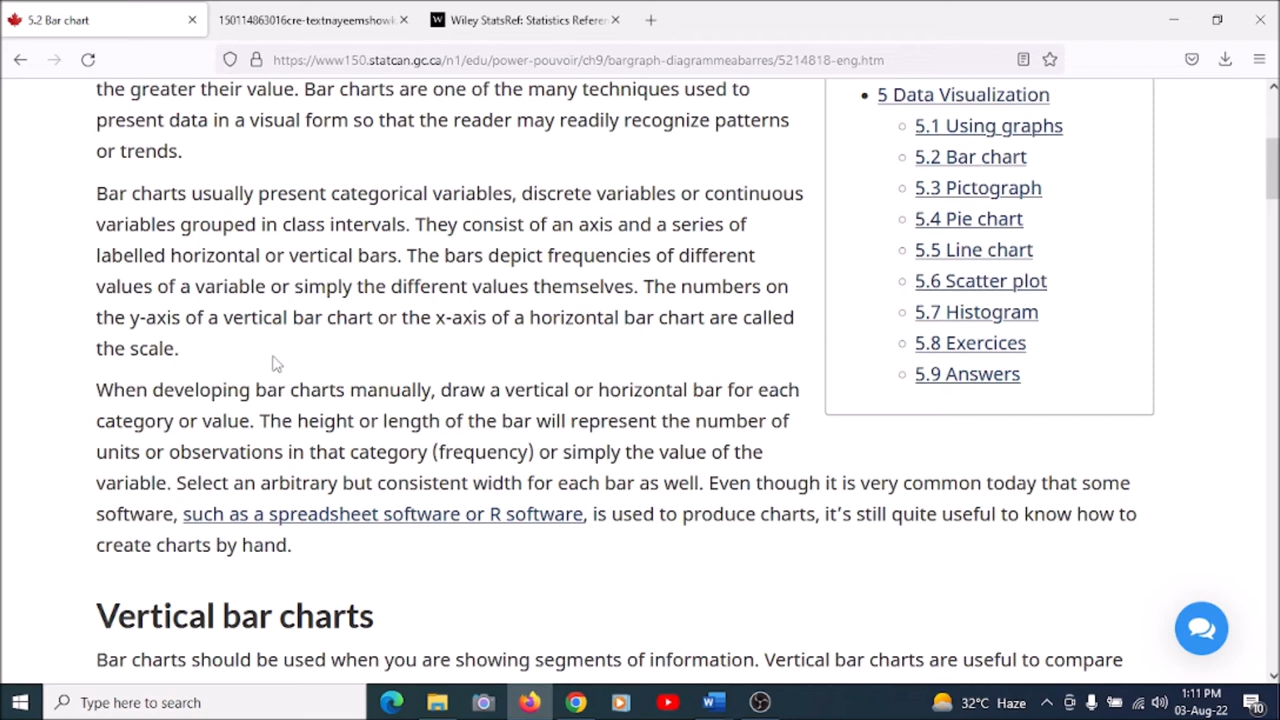 5.2 Bar chart
150114863016cre-textnayeemshowk
Wiley StatsRef: Statistics Referen
https://www150.statcan.gc.ca/n1/edu/power-pouvoir/ch9/bargraph-diagrammeabarres/5214818-eng.htm
the greater their value. Bar charts are one of the many techniques used to
present data in a visual form so that the reader may readily recognize patterns
or trends.
Bar charts usually present categorical variables, discrete variables or continuous
variables grouped in class intervals. They consist of an axis and a series of
labelled horizontal or vertical bars. The bars depict frequencies of different
values of a variable or simply the different values themselves. The numbers on
the y-axis of a vertical bar chart or the x-axis of a horizontal bar chart are called
the scale.
When developing bar charts manually, draw a vertical or horizontal bar for each
category or value. The height or length of the bar will represent the number of
units or observations in that category (frequency) or simply the value of the
variable. Select an arbitrary but consistent width for each bar as well. Even though it is very common today that some
software, such as a spreadsheet software or R software, is used to produce charts, it's still quite useful to know how to
create charts by hand.
Vertical bar charts
Bar charts should be used when you are showing segments of information. Vertical bar charts are useful to compare
5 Data Visualization
5.1 Using graphs
5.2 Bar chart
5.3 Pictograph
5.4 Pie chart
5.5 Line chart
5.6 Scatter plot
5.7 Histogram
5.8 Exercices
5.9 Answers
Type here to search
32°C Haze
1:11 PM
03-Aug-22
10